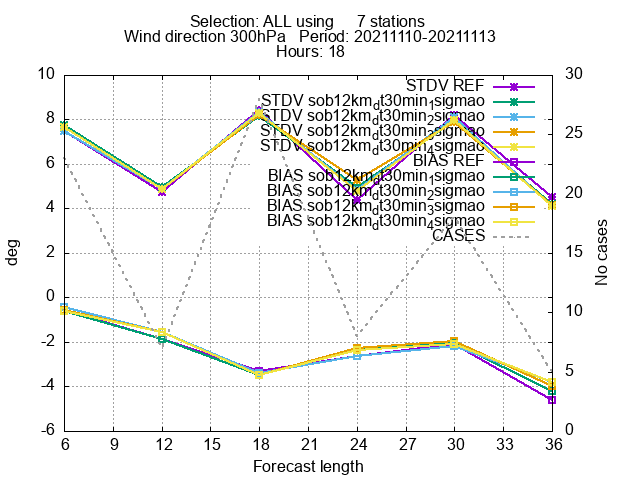 Selection: ALL using 7 stations
Wind direction 300hPa Period: 20211110-20211113
Hours: 18
10
8
6
4
2
0
-2
-4
-6
deg
30
25
20
15
10
5
0
No cases
STDV REF
STDV sob12km_dt30min_1sigmao
STDV sob12km_dt30min_2sigmao
STDV sob12km_dt30min_3sigmao
STDV sob12km_dt30min_4sigmao
BIAS REF
BIAS sob12km_dt30min_1sigmao
BIAS sob12km_dt30min_2sigmao
BIAS sob12km_dt30min_3sigmao
BIAS sob12km_dt30min_4sigmao
CASES
6 9 12 15 18 21 24 27 30 33 36
Forecast length